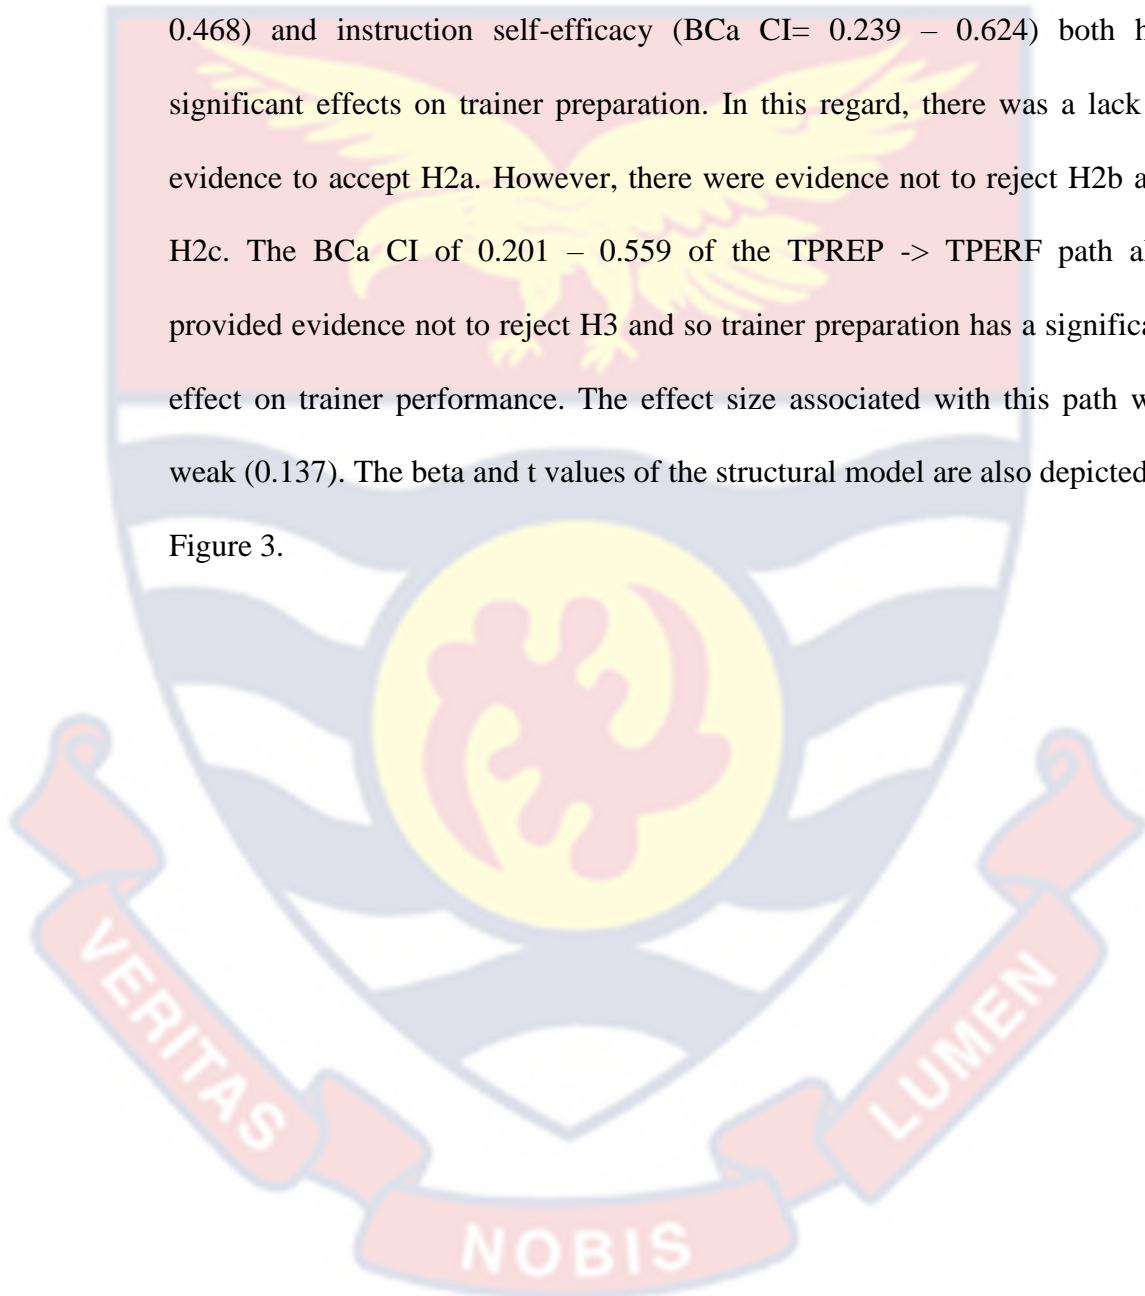 0.468) and instruction self-efficacy (BCa CI= 0.239 – 0.624) both h
significant effects on trainer preparation. In this regard, there was a lack
evidence to accept H2a. However, there were evidence not to reject H2b a
H2c. The BCa CI of 0.201 – 0.559 of the TPREP -> TPERF path al
provided evidence not to reject H3 and so trainer preparation has a significa
effect on trainer performance. The effect size associated with this path w
weak (0.137). The beta and t values of the structural model are also depicted
Figure 3.
VERITAS
NOBIS
LUMEN